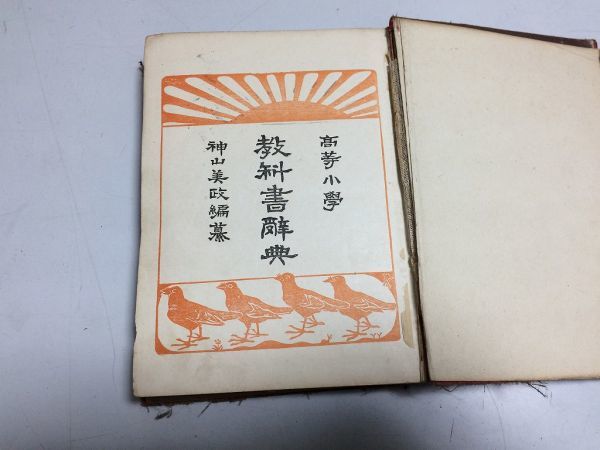 高等小學
教科書辭典
神山美政編纂